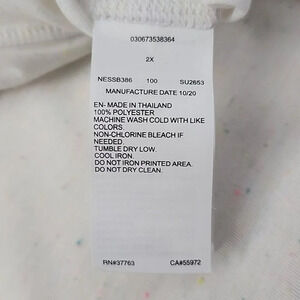 030673538364
2X
NESSB386 100 SU2653
MANUFACTURE DATE 10/20
EN- MADE IN THAILAND
100% POLYESTER
MACHINE WASH COLD WITH LIKE
COLORS.
NON-CHLORINE BLEACH IF
NEEDED.
TUMBLE DRY LOW.
COOL IRON.
DO NOT IRON PRINTED AREA.
DO NOT DRY CLEAN.
RN#37763 CA#55972